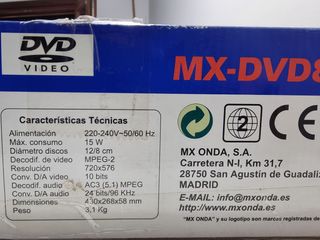 DVD
VIDEO
MX-DVD8
Características Técnicas
Alimentación 220-240V~50/60 Hz
Máx. consumo 15 W
Diámetro discos 12/8 cm
Decodif. de video MPEG-2
Resolución 720x576
Conv. D/A video 10 bits
Decodif. audio AC3 (5.1) MPEG
Conv. D/A audio 24 bits/96 KHz
Dimensiones 430x268x58 mm
Peso 3,1 Kg
2
MX ONDA, S.A.
Carretera N-I, Km 31,7
28750 San Agustín de Guadali
MADRID
E-Mail: info@mxonda.es
http://www.mxonda.es
"MX ONDA" y su logotipo son marcas registradas de